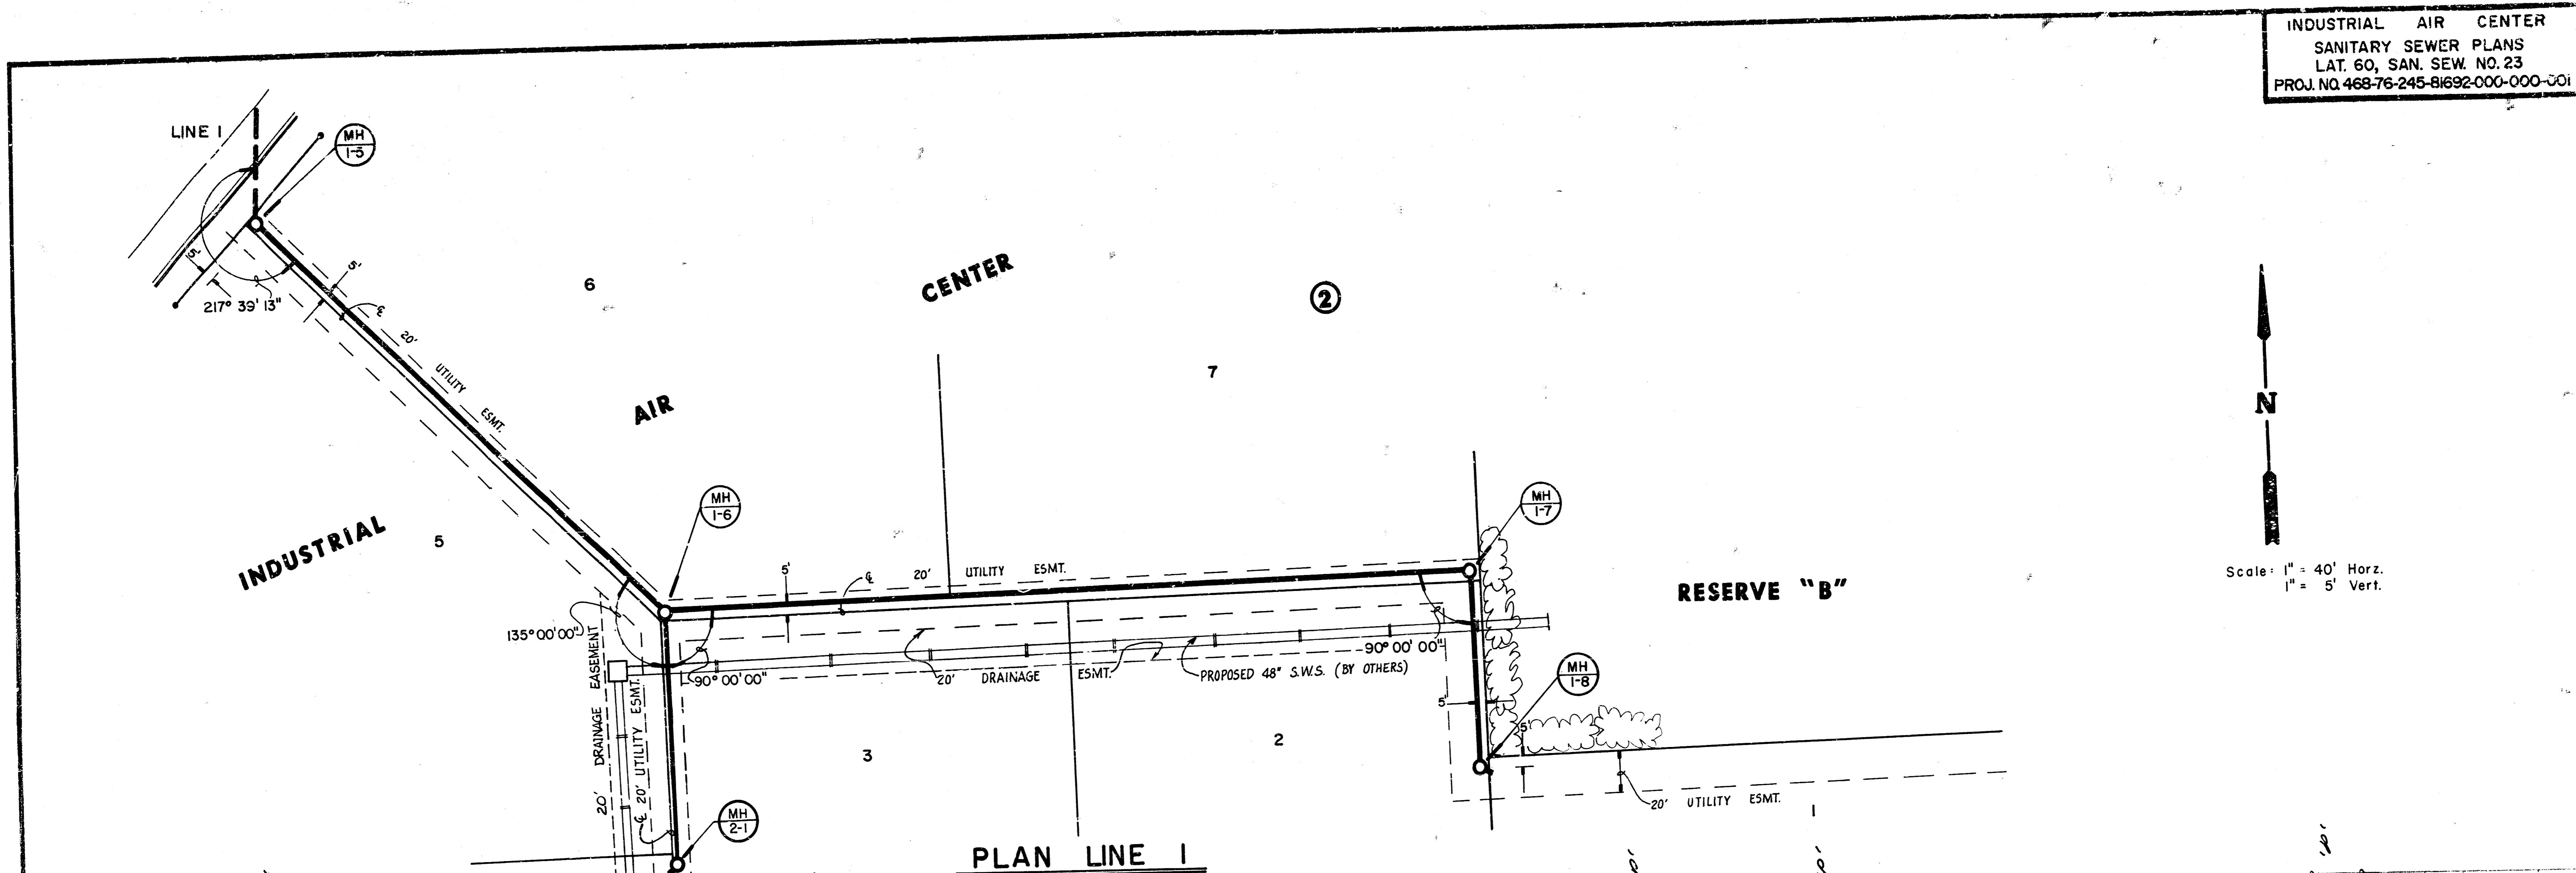 INDUSTRIAL AIR CENTER
SANITARY SEWER PLANS
LAT. 60, SAN. SEW. NO. 23
PROJ. NO. 468-76-245-81692-000-000-001
LINE 1
MH
1-5
5'
5'
217° 39' 13"
℄
20' UTILITY ESMT.
6
CENTER
2
7
AIR
N
INDUSTRIAL
5
MH
1-6
MH
1-7
Scale: 1" = 40' Horz.
1" = 5' Vert.
5'
℄
20' UTILITY ESMT.
RESERVE "B"
135° 00' 00"
90° 00' 00"
20' DRAINAGE ESMT.
PROPOSED 48" S.W.S. (BY OTHERS)
90° 00' 00"
MH
1-8
5'
5'
20' DRAINAGE EASEMENT
℄ 20' UTILITY ESMT.
3
2
20' UTILITY ESMT.
1
MH
2-1
PLAN LINE 1